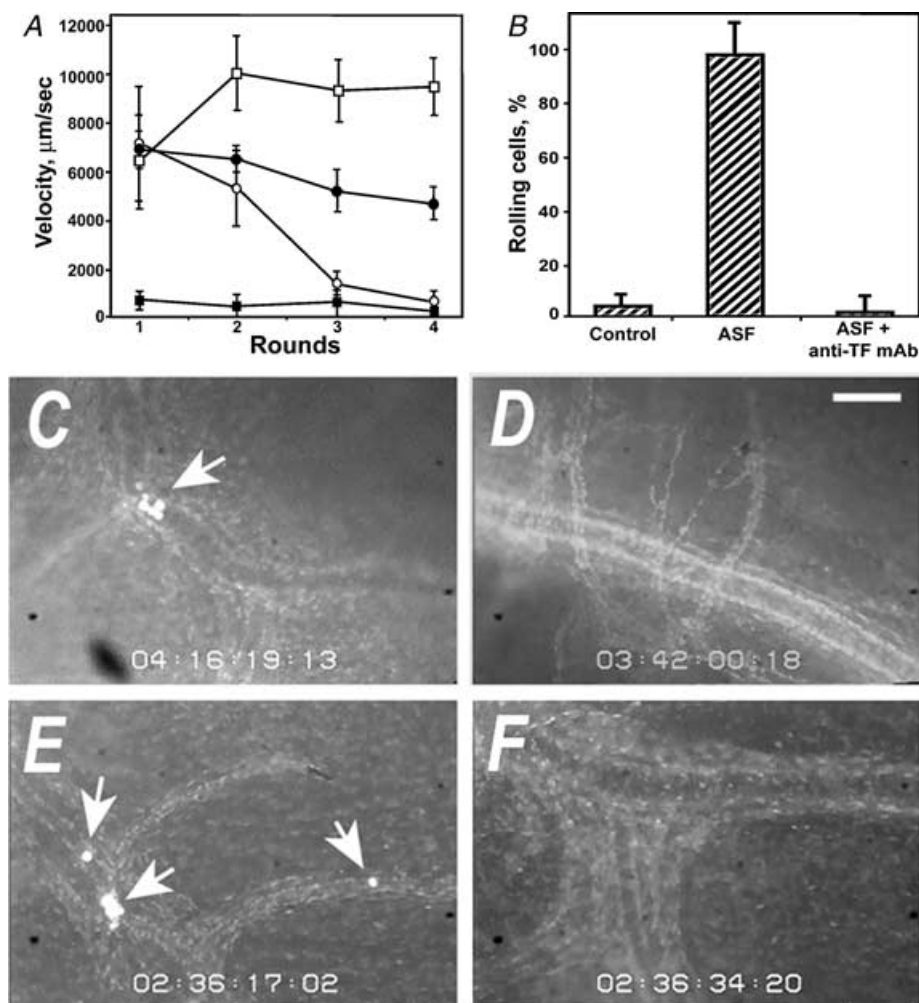 A
Velocity, μm/sec
12000
10000
8000
6000
4000
2000
0
1 2 3 4
Rounds
B
Rolling cells, %
100
80
60
40
20
0
Control ASF ASF +
anti-TF mAb
C
04:16:19:13
D
03:42:00:18
E
02:36:17:02
F
02:36:34:20